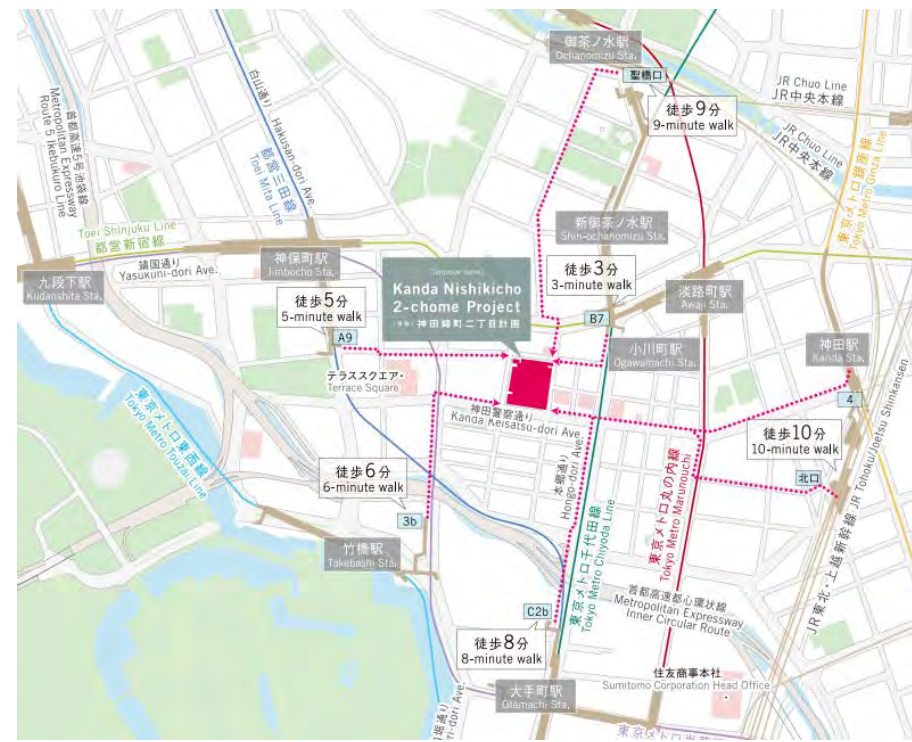 御茶ノ水駅
Ochanomizu Sta.
聖橋口
徒歩9分
9-minute walk
JR Chuo Line
JR中央本線
JR Chuo Line
JR中央本線
東京メトロ銀座線
Tokyo Metro Ginza Line
首都高速5号池袋線
Metropolitan Expressway
Route 5 Ikebukuro Line
白山通り Hakusan-dori Ave.
都営三田線
Toei Mita Line
Toei Shinjuku Line
都営新宿線
靖国通り
Yasukuni-dori Ave.
九段下駅
Kudanshita Sta.
神保町駅
Jimbocho Sta.
新御茶ノ水駅
Shin-ochanomizu Sta.
Kanda Nishikicho
2-chome Project
神田錦町二丁目計画
徒歩5分
5-minute walk
A9
徒歩3分
3-minute walk
B7
淡路町駅
Awaji Sta.
小川町駅
Ogawamachi Sta.
神田駅
Kanda Sta.
4
テラススクエア・
Terrace Square
神田警察通り
Kanda Keisatsu-dori Ave.
徒歩10分
10-minute walk
北口
東京メトロ東西線
Tokyo Metro Touzai Line
徒歩6分
6-minute walk
3b
竹橋駅
Takebashi Sta.
本郷通り
Hongo-dori Ave.
東京メトロ千代田線
Tokyo Metro Chiyoda Line
東京メトロ丸の内線
Tokyo Metro Marunouchi
JR東北・上越新幹線 JR Tohoku/Joetsu Shinkansen
首都高速都心環状線
Metropolitan Expressway
Inner Circular Route
C2b
徒歩8分
8-minute walk
大手町駅
Otamachi Sta.
住友商事本社
Sumitomo Corporation Head Office
堀通り
ori-dori Ave.